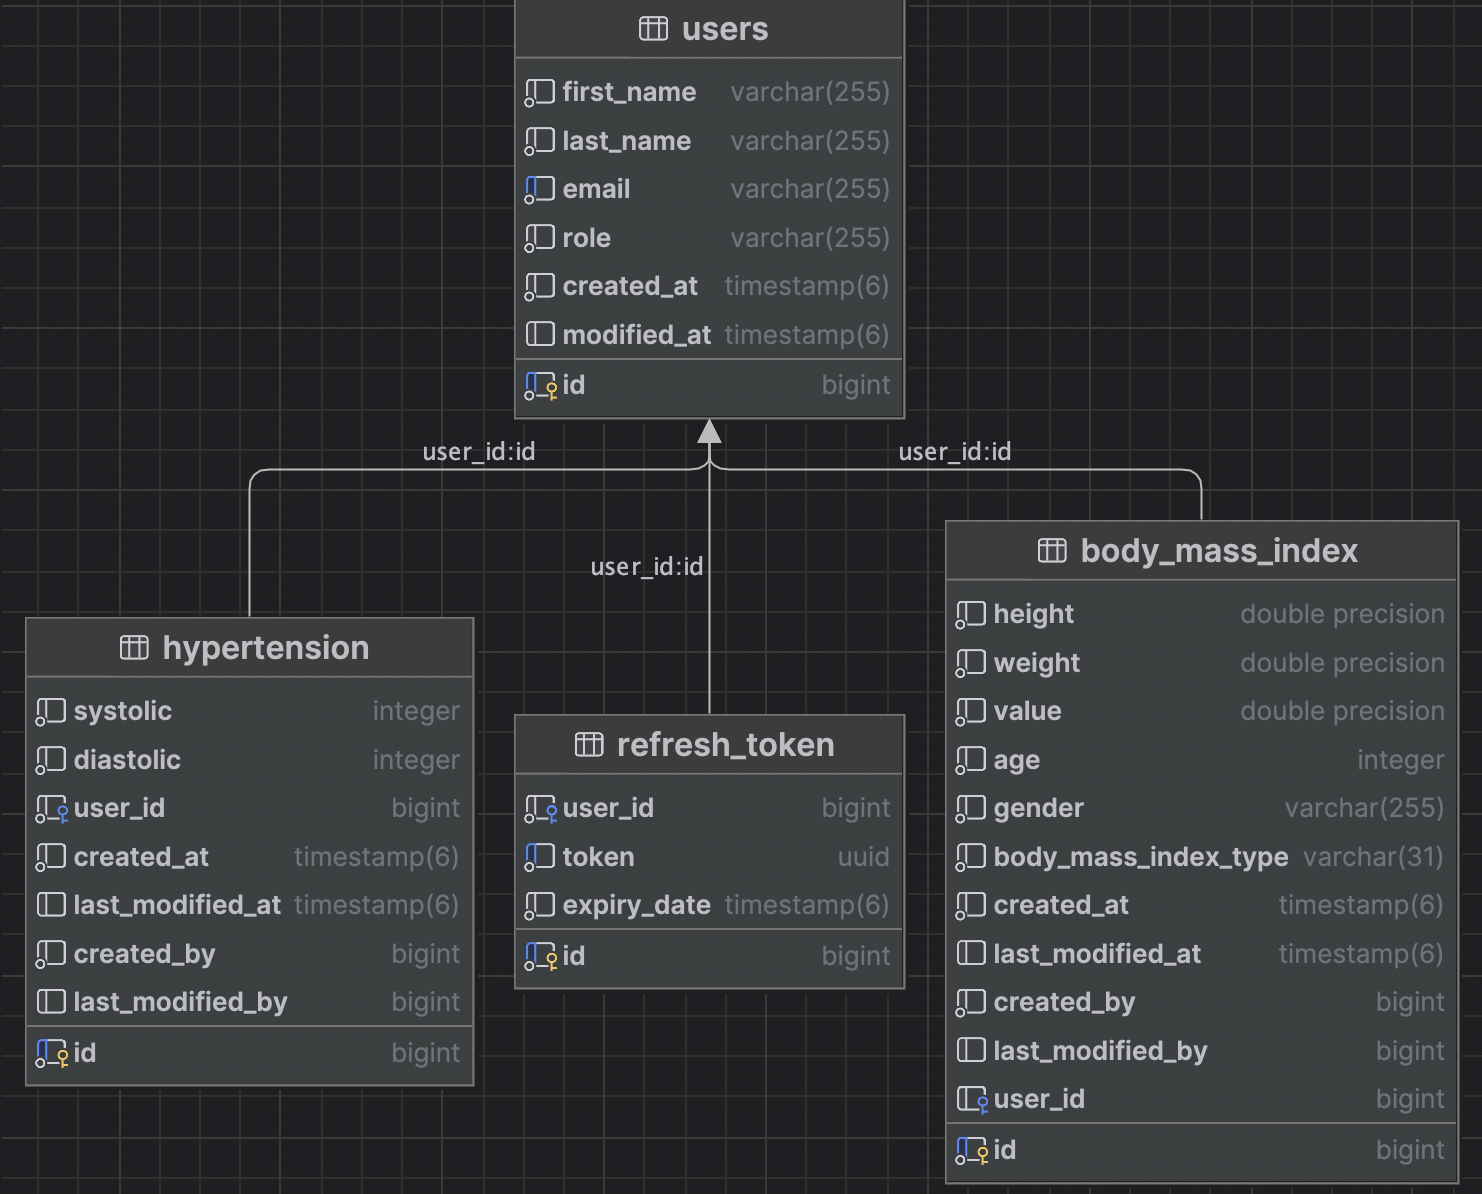 users
first_name varchar(255)
last_name varchar(255)
email varchar(255)
role varchar(255)
created_at timestamp(6)
modified_at timestamp(6)
id bigint
user_id:id
user_id:id
user_id:id
hypertension
systolic integer
diastolic integer
user_id bigint
created_at timestamp(6)
last_modified_at timestamp(6)
created_by bigint
last_modified_by bigint
id bigint
refresh_token
user_id bigint
token uuid
expiry_date timestamp(6)
id bigint
body_mass_index
height double precision
weight double precision
value double precision
age integer
gender varchar(255)
body_mass_index_type varchar(31)
created_at timestamp(6)
last_modified_at timestamp(6)
created_by bigint
last_modified_by bigint
user_id bigint
id bigint